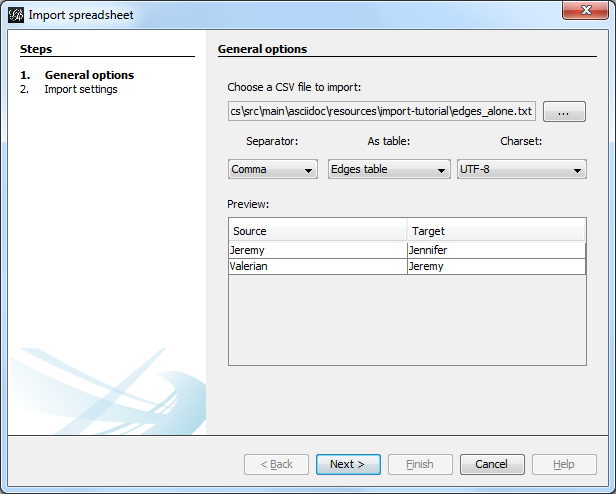 Import spreadsheet
Steps
1. General options
2. Import settings
General options
Choose a CSV file to import:
cs\src\main\asciidoc\resources\import-tutorial\edges_alone.txt ...
Separator: As table: Charset:
Comma Edges table UTF-8
Preview:
Source Target
Jeremy Jennifer
Valerian Jeremy
< Back Next > Finish Cancel Help